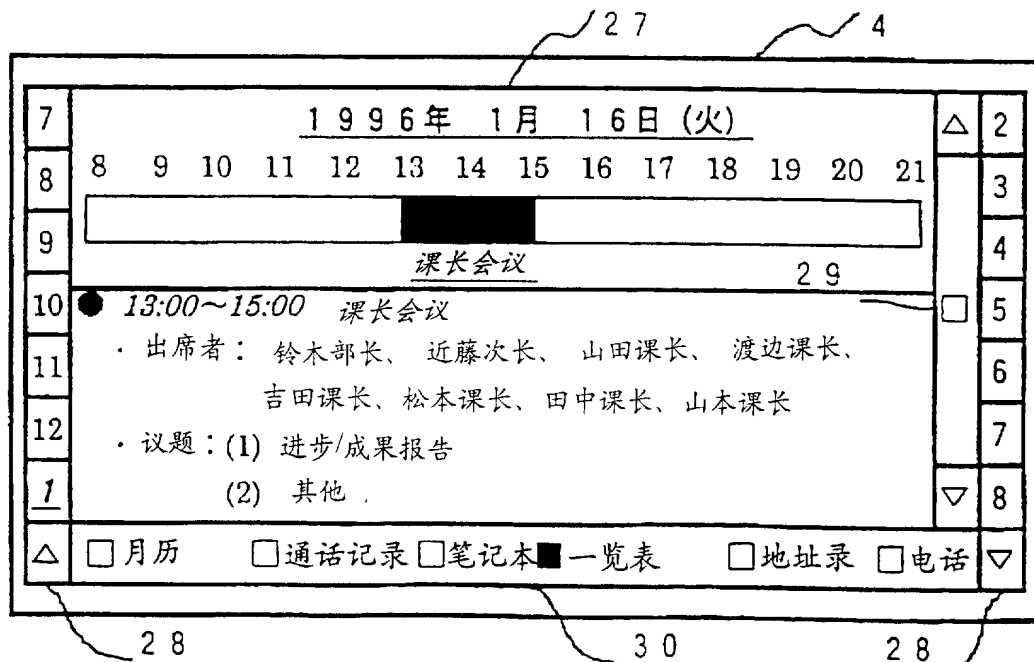 27
4
7
8
9
10
11
12
1
△
1996年 1月 16日 (火)
8 9 10 11 12 13 14 15 16 17 18 19 20 21
课长会议
29
● 13:00～15:00 课长会议
· 出席者： 铃木部长、 近藤次长、 山田课长、 渡边课长、
吉田课长、松本课长、田中课长、山本课长
· 议题：(1) 进步/成果报告
(2) 其他 .
□月历 □通话记录 □笔记本 ■一览表 □地址录 □电话
△
□
▽
2
3
4
5
6
7
8
▽
28
30
28